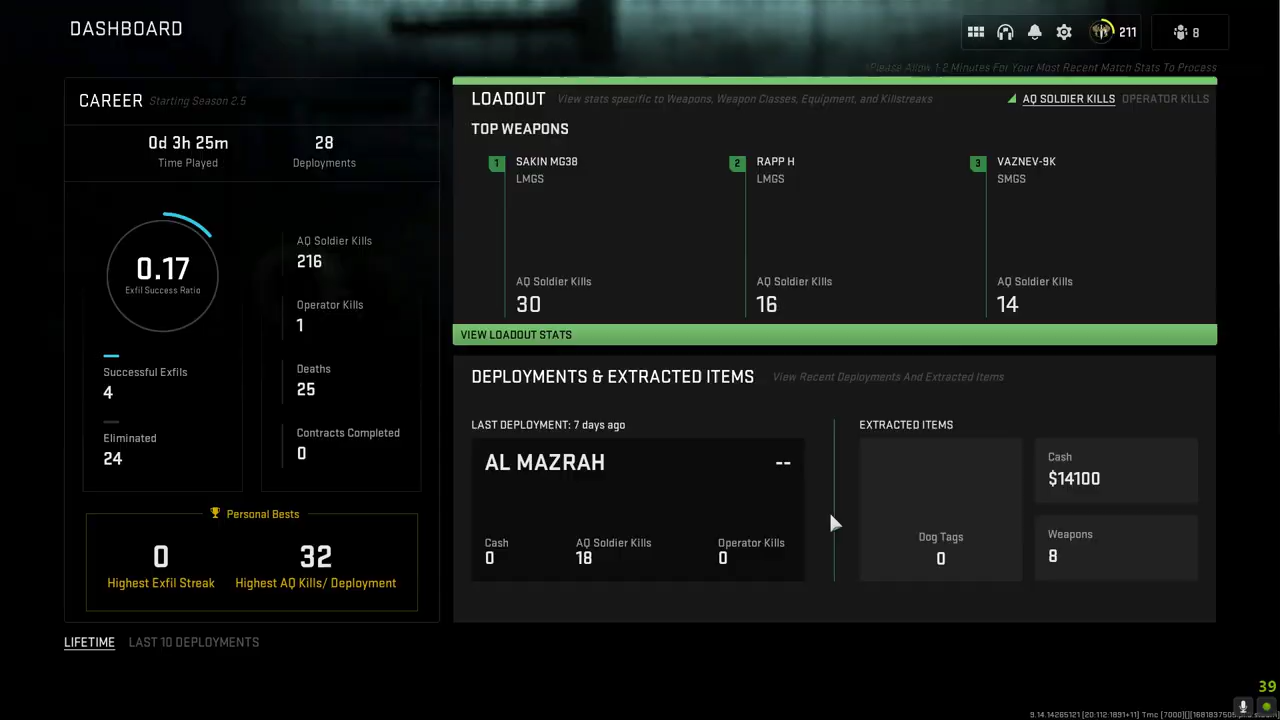 DASHBOARD
211
8
Please Allow 1-2 Minutes For Your Most Recent Match Stats To Process
CAREER Starting Season 2.5
0d 3h 25m
Time Played
28
Deployments
0.17
Exfil Success Ratio
Successful Exfils
4
Eliminated
24
AQ Soldier Kills
216
Operator Kills
1
Deaths
25
Contracts Completed
0
Personal Bests
0
Highest Exfil Streak
32
Highest AQ Kills/ Deployment
LIFETIME LAST 10 DEPLOYMENTS
LOADOUT View stats specific to Weapons, Weapon Classes, Equipment, and Killstreaks
AQ SOLDIER KILLS OPERATOR KILLS
TOP WEAPONS
1 SAKIN MG38
LMGS
AQ Soldier Kills
30
2 RAPP H
LMGS
AQ Soldier Kills
16
3 VAZNEV-9K
SMGS
AQ Soldier Kills
14
VIEW LOADOUT STATS
DEPLOYMENTS & EXTRACTED ITEMS View Recent Deployments And Extracted Items
LAST DEPLOYMENT: 7 days ago
AL MAZRAH --
Cash
0
AQ Soldier Kills
18
Operator Kills
0
EXTRACTED ITEMS
Dog Tags
0
Cash
$14100
Weapons
8
39